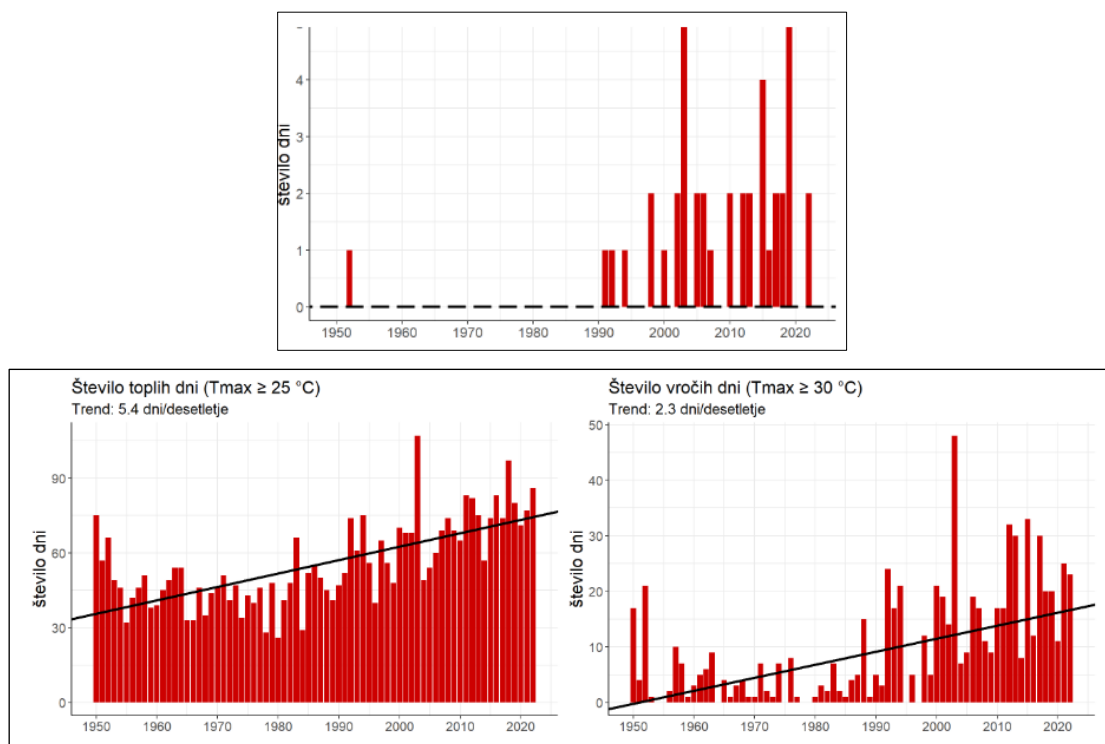 število dni
4
3
2
1
0
1950 1960 1970 1980 1990 2000 2010 2020
Število toplih dni (Tmax ≥ 25 °C)
Trend: 5.4 dni/desetletje
število dni
90
60
30
0
1950 1960 1970 1980 1990 2000 2010 2020
Število vročih dni (Tmax ≥ 30 °C)
Trend: 2.3 dni/desetletje
število dni
50
40
30
20
10
0
1950 1960 1970 1980 1990 2000 2010 2020